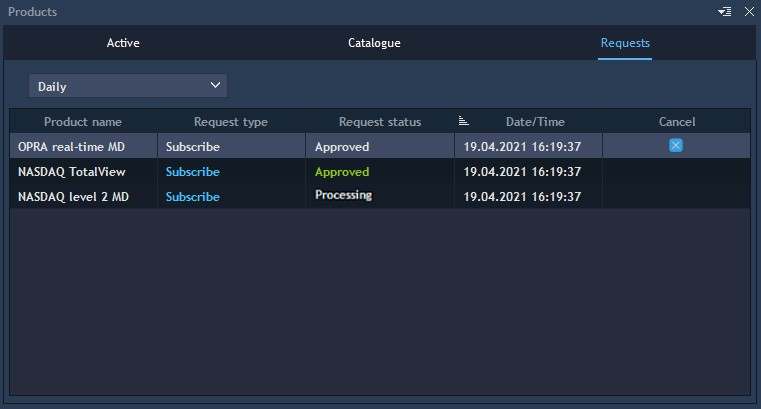 Products
Active Catalogue Requests
Daily
Product name Request type Request status Date/Time Cancel
OPRA real-time MD Subscribe Approved 19.04.2021 16:19:37
NASDAQ TotalView Subscribe Approved 19.04.2021 16:19:37
NASDAQ level 2 MD Subscribe Processing 19.04.2021 16:19:37